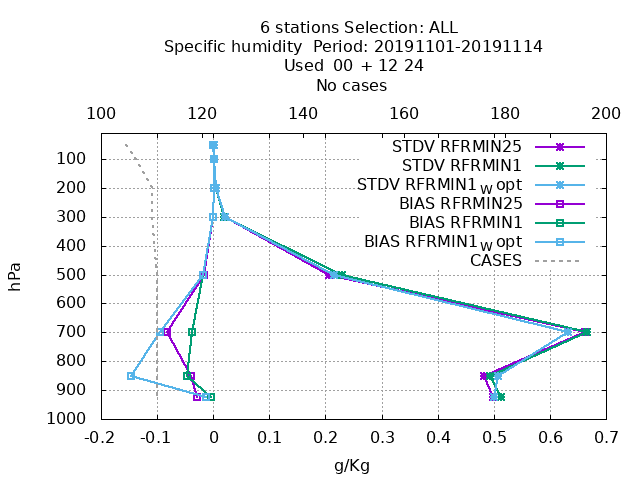 6 stations Selection: ALL
Specific humidity  Period: 20191101-20191114
Used  00 + 12 24
No cases
100 120 140 160 180 200
STDV RFRMIN25
STDV RFRMIN1
STDV RFRMIN1w opt
BIAS RFRMIN25
BIAS RFRMIN1
BIAS RFRMIN1w opt
CASES
hPa
100
200
300
400
500
600
700
800
900
1000
-0.2 -0.1 0 0.1 0.2 0.3 0.4 0.5 0.6 0.7
g/Kg